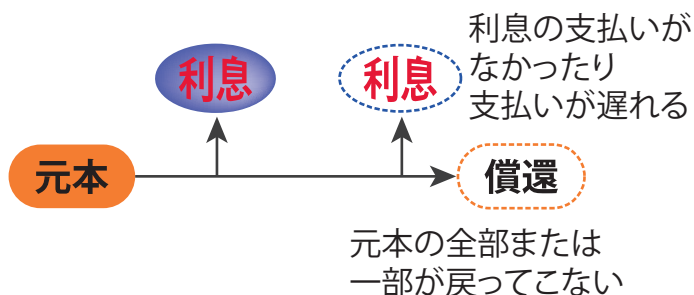 利息の支払いが
なかったり
支払いが遅れる
利息
利息
元本
償還
元本の全部または
一部が戻ってこない